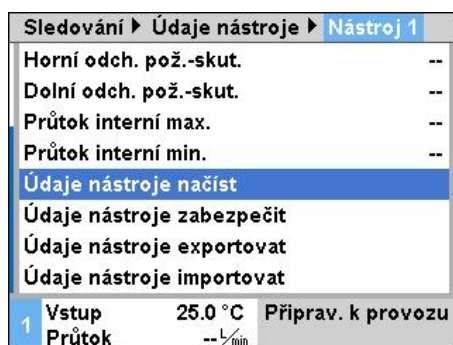 Sledování ▶ Údaje nástroje ▶ Nástroj 1
Horní odch. pož.-skut. --
Dolní odch. pož.-skut. --
Průtok interní max. --
Průtok interní min. --
Údaje nástroje načíst
Údaje nástroje zabezpečit
Údaje nástroje exportovat
Údaje nástroje importovat
1 Vstup 25.0 °C Připrav. k provozu
Průtok -- L/min